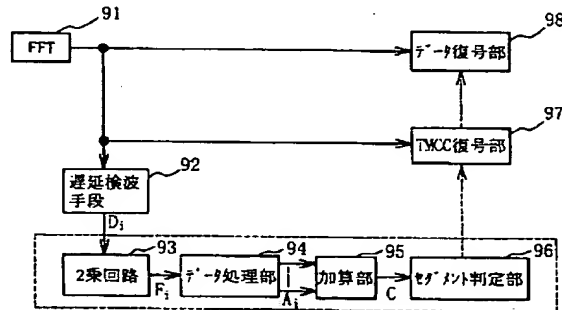 91
FFT
98
データ復号部
97
TMCC復号部
92
遅延検波
手段
Di
93
2乗回路
Fi
94
データ処理部
Ai
95
加算部
C
96
セグメント判定部